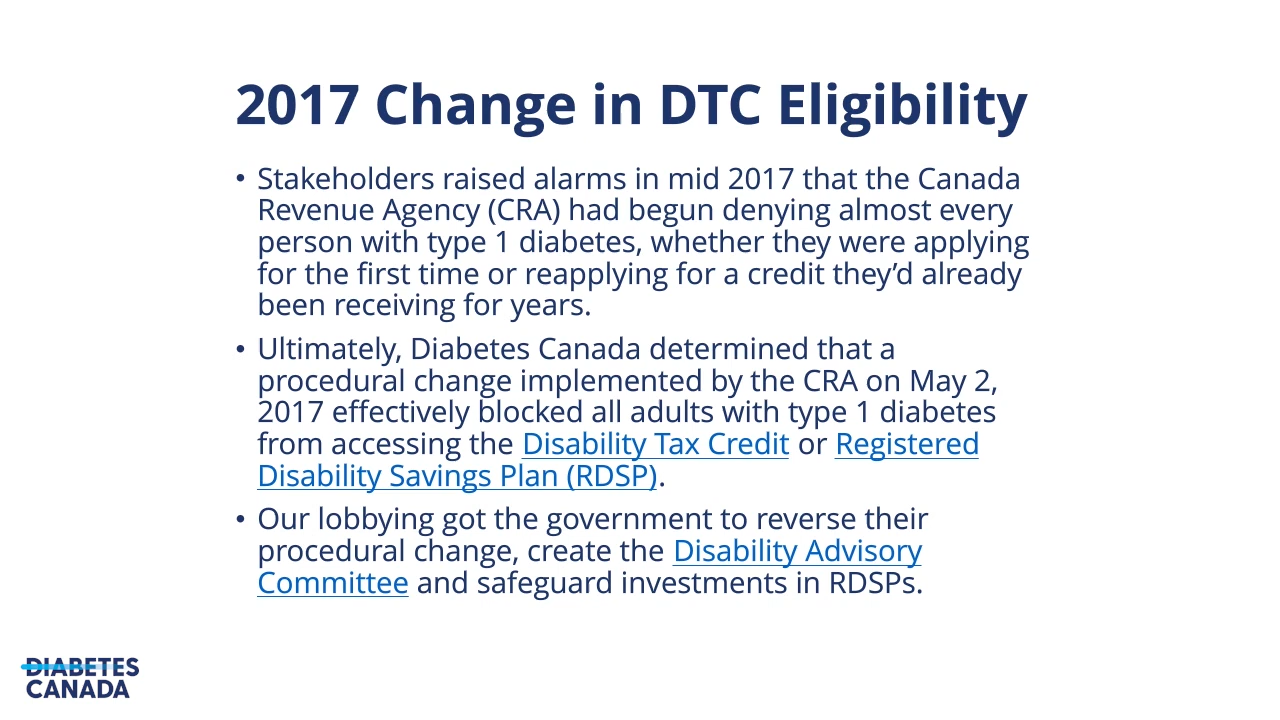 2017 Change in DTC Eligibility
• Stakeholders raised alarms in mid 2017 that the Canada
Revenue Agency (CRA) had begun denying almost every
person with type 1 diabetes, whether they were applying
for the first time or reapplying for a credit they’d already
been receiving for years.
• Ultimately, Diabetes Canada determined that a
procedural change implemented by the CRA on May 2,
2017 effectively blocked all adults with type 1 diabetes
from accessing the Disability Tax Credit or Registered
Disability Savings Plan (RDSP).
• Our lobbying got the government to reverse their
procedural change, create the Disability Advisory
Committee and safeguard investments in RDSPs.
DIABETES
CANADA